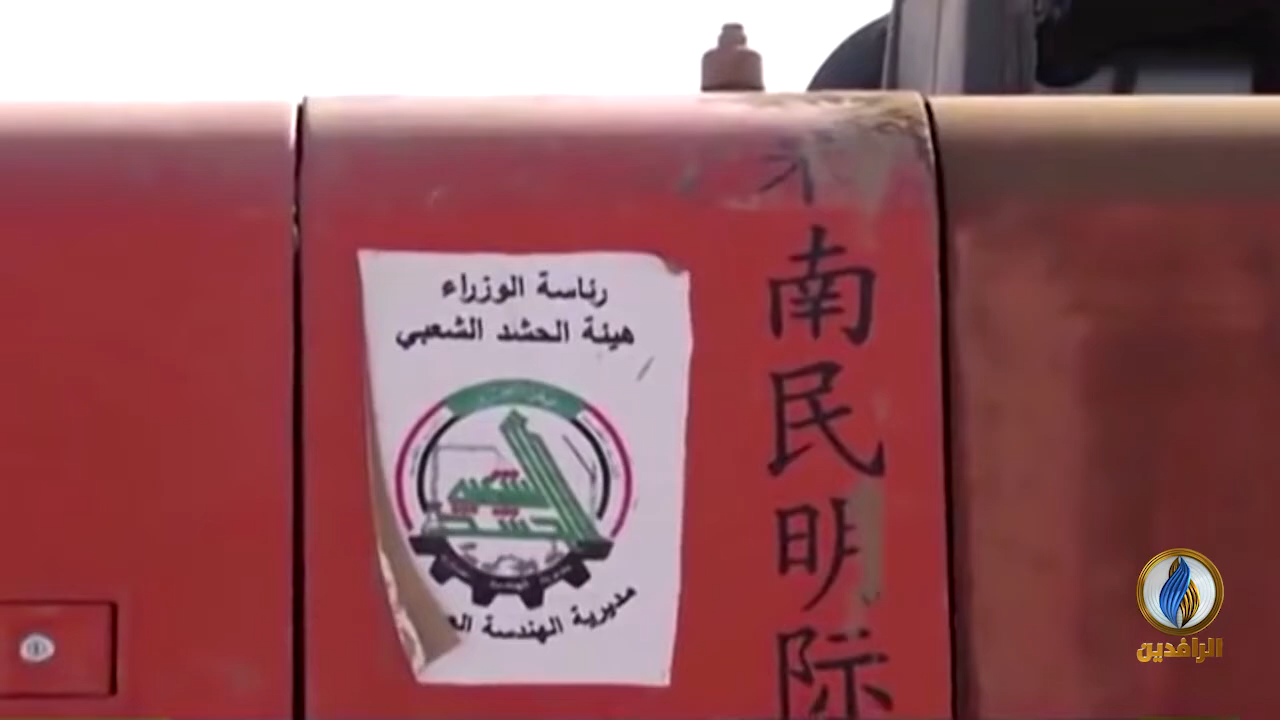 رئاسة الوزراء
هيئة الحشد الشعبي
الشعبي
الحشد
مديرية الهندسة
南
民
明
际
الرافدين